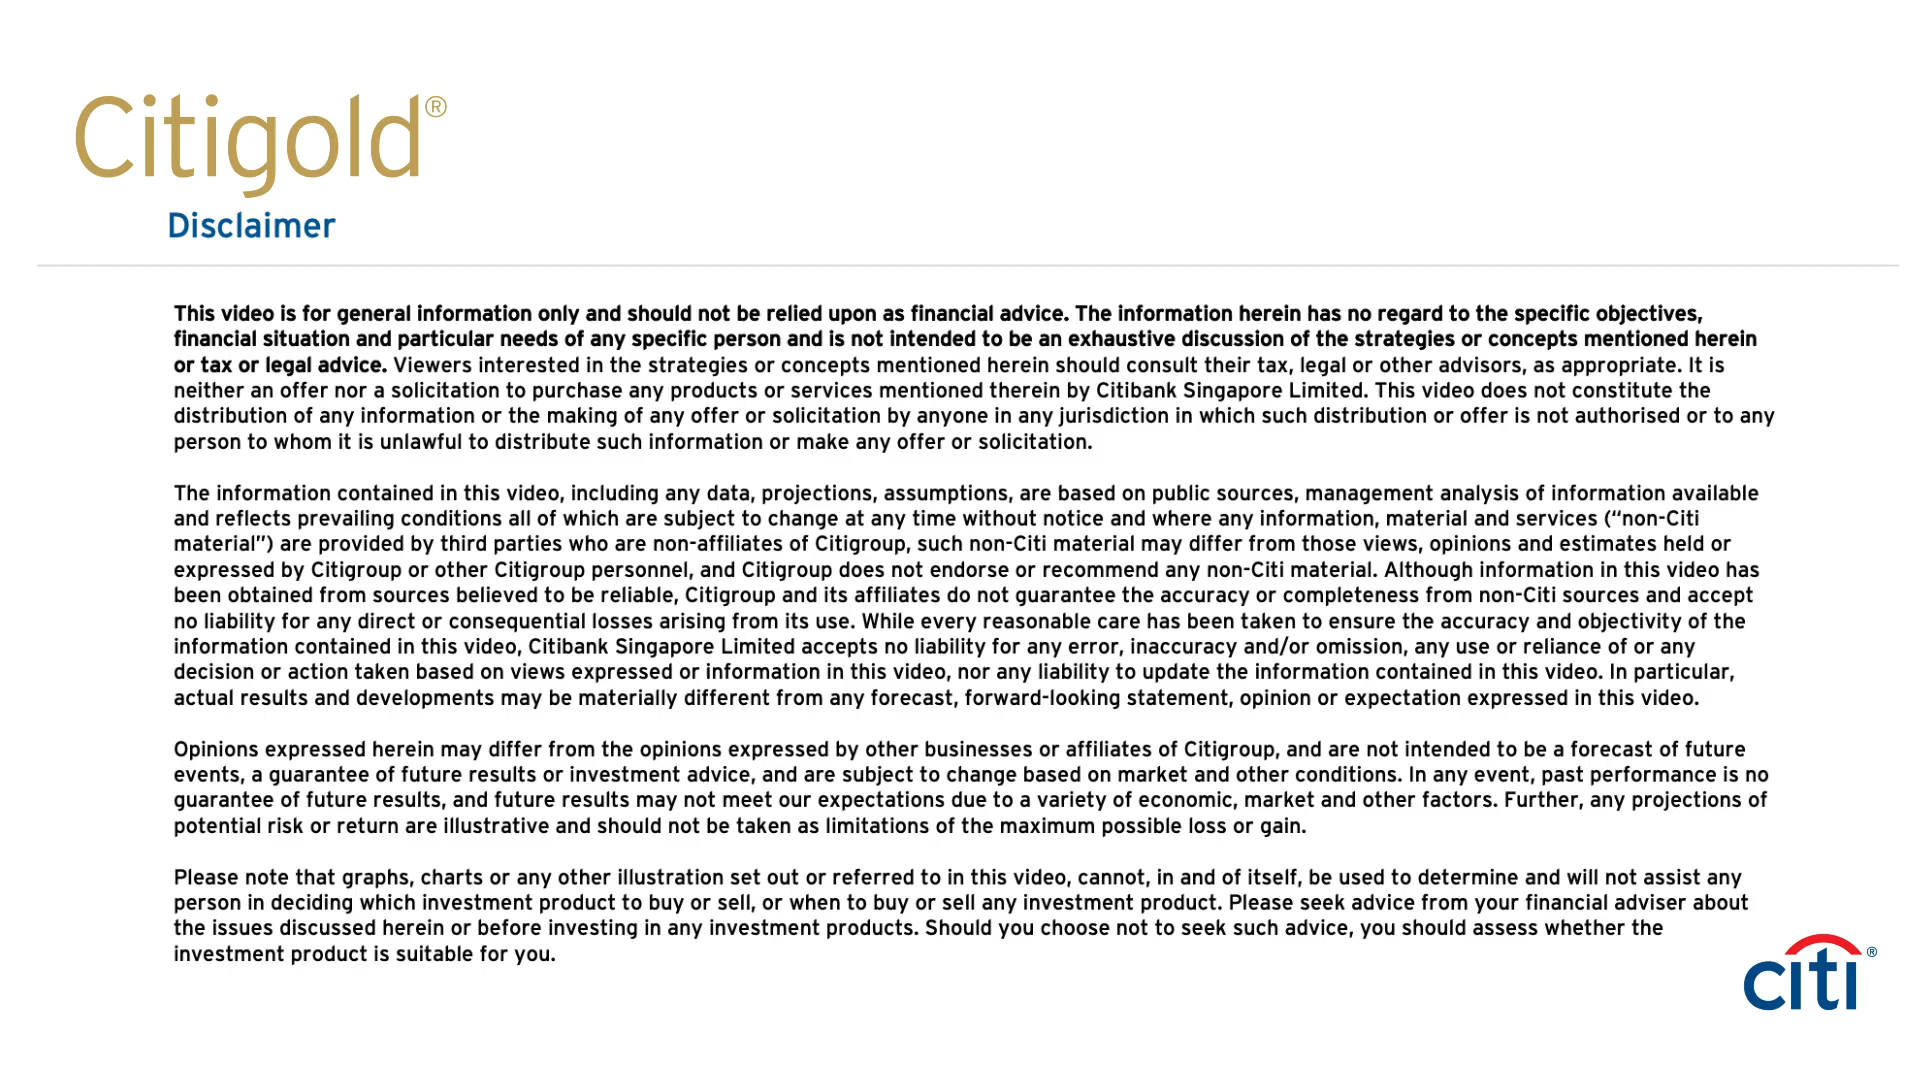 Citigold®
Disclaimer
This video is for general information only and should not be relied upon as financial advice. The information herein has no regard to the specific objectives,
financial situation and particular needs of any specific person and is not intended to be an exhaustive discussion of the strategies or concepts mentioned herein
or tax or legal advice. Viewers interested in the strategies or concepts mentioned herein should consult their tax, legal or other advisors, as appropriate. It is
neither an offer nor a solicitation to purchase any products or services mentioned therein by Citibank Singapore Limited. This video does not constitute the
distribution of any information or the making of any offer or solicitation by anyone in any jurisdiction in which such distribution or offer is not authorised or to any
person to whom it is unlawful to distribute such information or make any offer or solicitation.
The information contained in this video, including any data, projections, assumptions, are based on public sources, management analysis of information available
and reflects prevailing conditions all of which are subject to change at any time without notice and where any information, material and services (“non-Citi
material”) are provided by third parties who are non-affiliates of Citigroup, such non-Citi material may differ from those views, opinions and estimates held or
expressed by Citigroup or other Citigroup personnel, and Citigroup does not endorse or recommend any non-Citi material. Although information in this video has
been obtained from sources believed to be reliable, Citigroup and its affiliates do not guarantee the accuracy or completeness from non-Citi sources and accept
no liability for any direct or consequential losses arising from its use. While every reasonable care has been taken to ensure the accuracy and objectivity of the
information contained in this video, Citibank Singapore Limited accepts no liability for any error, inaccuracy and/or omission, any use or reliance of or any
decision or action taken based on views expressed or information in this video, nor any liability to update the information contained in this video. In particular,
actual results and developments may be materially different from any forecast, forward-looking statement, opinion or expectation expressed in this video.
Opinions expressed herein may differ from the opinions expressed by other businesses or affiliates of Citigroup, and are not intended to be a forecast of future
events, a guarantee of future results or investment advice, and are subject to change based on market and other conditions. In any event, past performance is no
guarantee of future results, and future results may not meet our expectations due to a variety of economic, market and other factors. Further, any projections of
potential risk or return are illustrative and should not be taken as limitations of the maximum possible loss or gain.
Please note that graphs, charts or any other illustration set out or referred to in this video, cannot, in and of itself, be used to determine and will not assist any
person in deciding which investment product to buy or sell, or when to buy or sell any investment product. Please seek advice from your financial adviser about
the issues discussed herein or before investing in any investment products. Should you choose not to seek such advice, you should assess whether the
investment product is suitable for you.
citi®